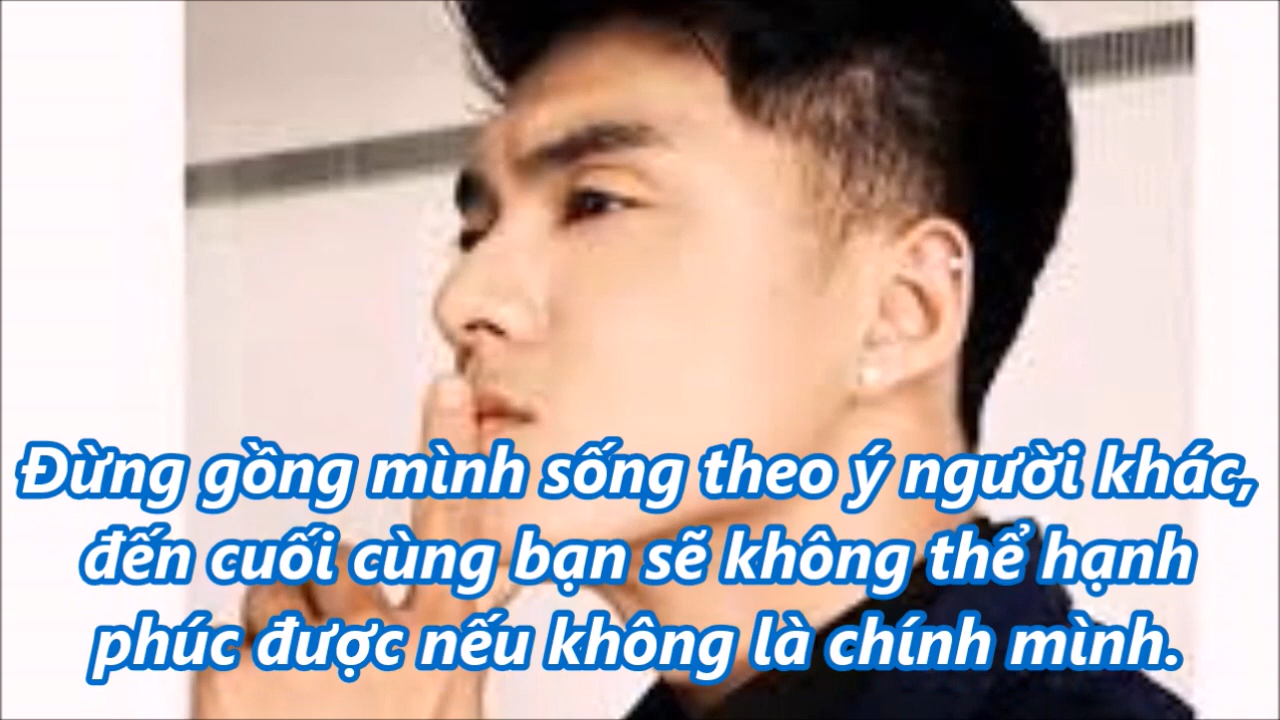 Đừng gồng mình sống theo ý người khác,
đến cuối cùng bạn sẽ không thể hạnh
phúc được nếu không là chính mình.